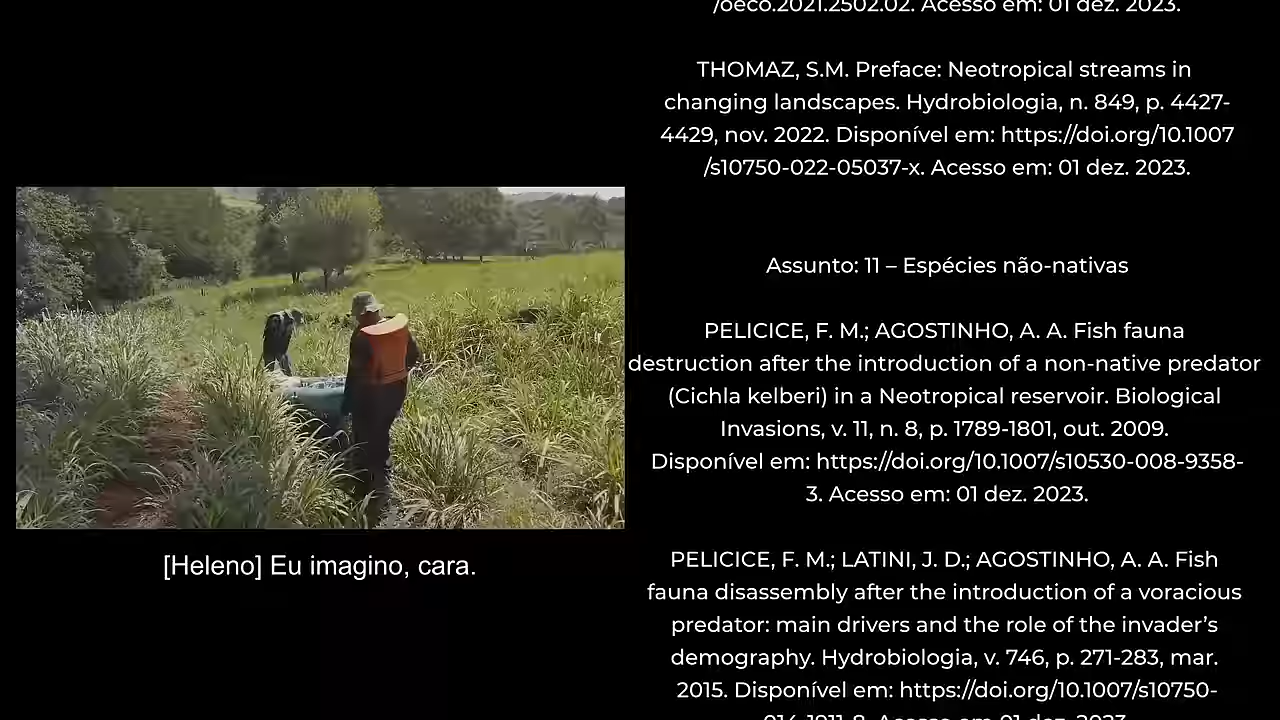 /oeco.2021.2502.02. Acesso em: 01 dez. 2023.
THOMAZ, S.M. Preface: Neotropical streams in
changing landscapes. Hydrobiologia, n. 849, p. 4427-
4429, nov. 2022. Disponível em: https://doi.org/10.1007
/s10750-022-05037-x. Acesso em: 01 dez. 2023.
Assunto: 11 – Espécies não-nativas
PELICICE, F. M.; AGOSTINHO, A. A. Fish fauna
destruction after the introduction of a non-native predator
(Cichla kelberi) in a Neotropical reservoir. Biological
Invasions, v. 11, n. 8, p. 1789-1801, out. 2009.
Disponível em: https://doi.org/10.1007/s10530-008-9358-
3. Acesso em: 01 dez. 2023.
PELICICE, F. M.; LATINI, J. D.; AGOSTINHO, A. A. Fish
fauna disassembly after the introduction of a voracious
predator: main drivers and the role of the invader’s
demography. Hydrobiologia, v. 746, p. 271-283, mar.
2015. Disponível em: https://doi.org/10.1007/s10750-
[Heleno] Eu imagino, cara.